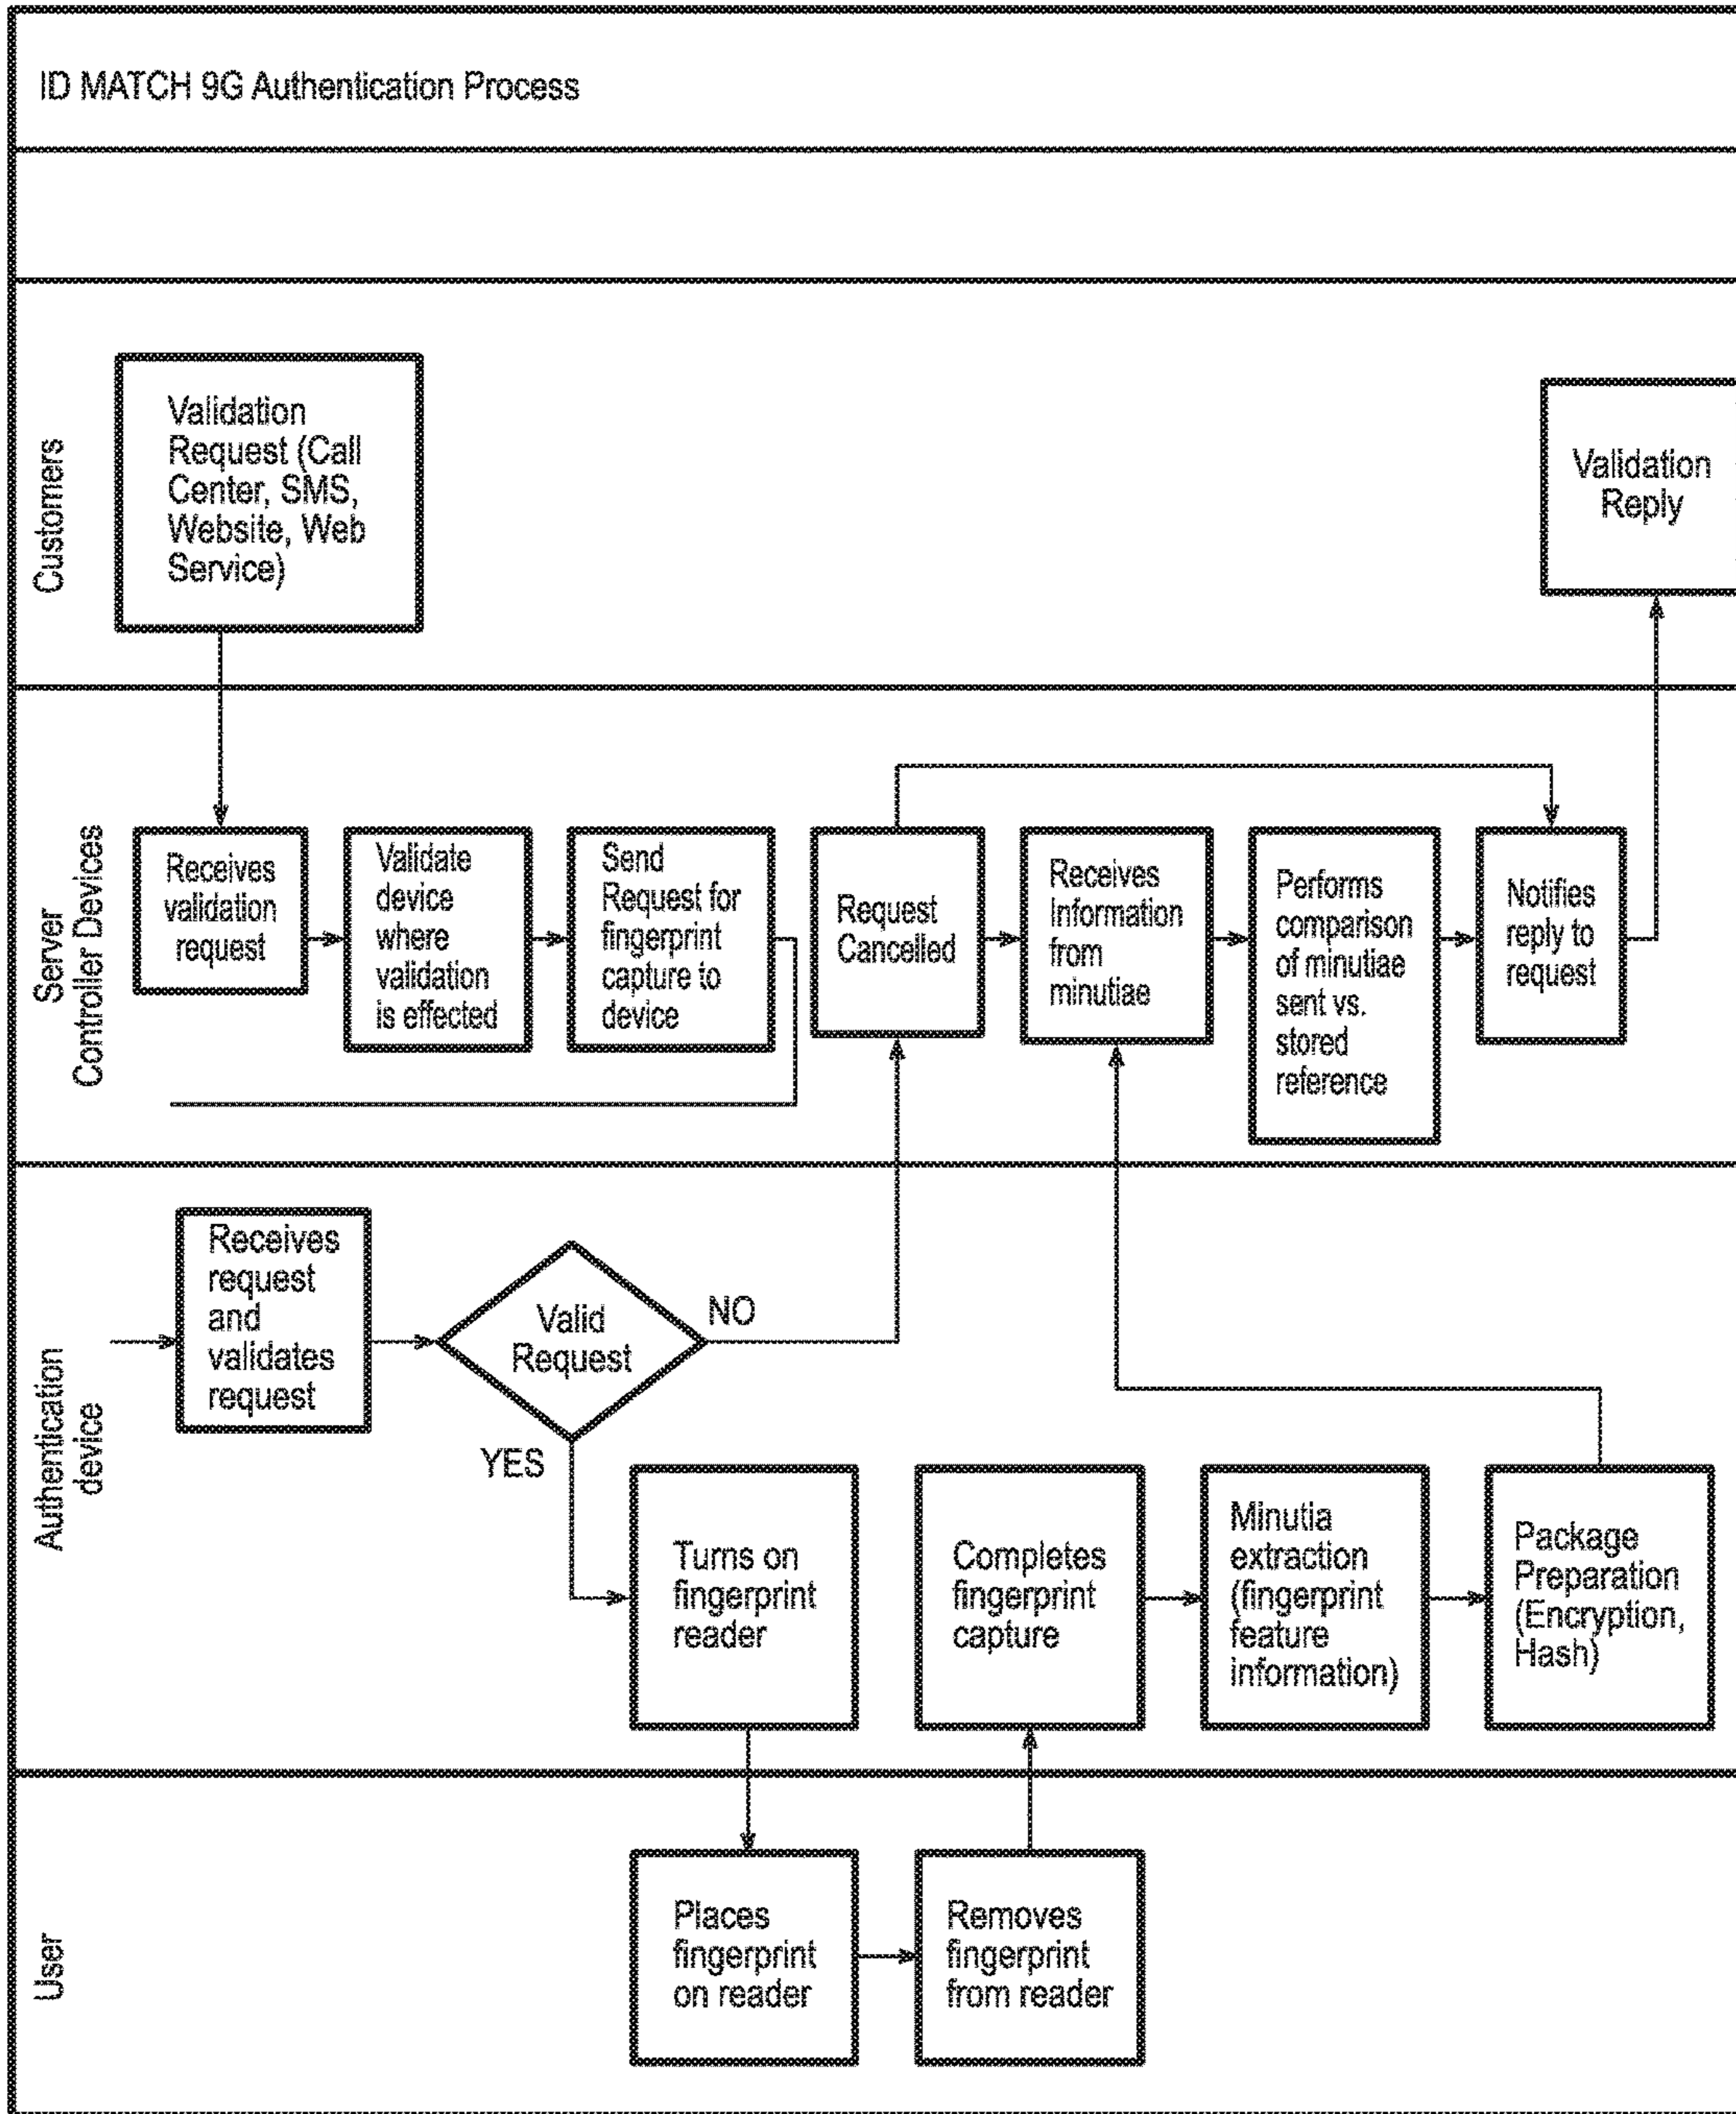 ID MATCH 9G Authentication Process
Customers
Validation
Request (Call
Center, SMS,
Website, Web
Service)
Validation
Reply
Server
Controller Devices
Receives
validation
request
Validate
device
where
validation
is effected
Send
Request for
fingerprint
capture to
device
Request
Cancelled
Receives
Information
from
minutiae
Performs
comparison
of minutiae
sent vs.
stored
reference
Notifies
reply to
request
Authentication
device
Receives
request
and
validates
request
Valid
Request
NO
YES
Turns on
fingerprint
reader
Completes
fingerprint
capture
Minutia
extraction
(fingerprint
feature
information)
Package
Preparation
(Encryption,
Hash)
User
Places
fingerprint
on reader
Removes
fingerprint
from reader